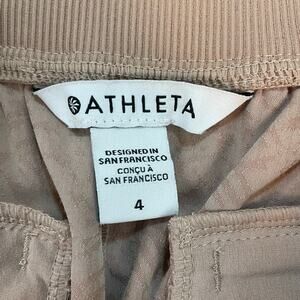 ATHLETA
DESIGNED IN
SAN FRANCISCO
CONÇU À
SAN FRANCISCO
4